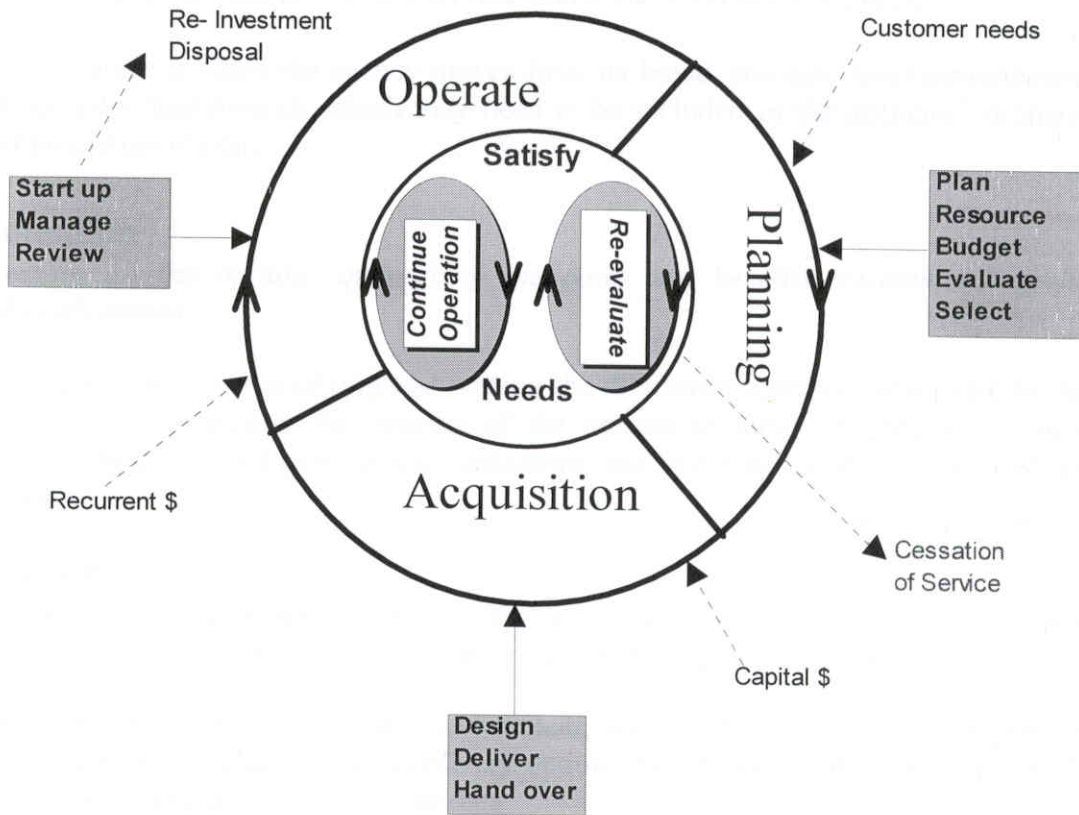 Re- Investment
Disposal
Customer needs
Operate
Satisfy
Start up
Manage
Review
Continue
Operation
Re-evaluate
Planning
Plan
Resource
Budget
Evaluate
Select
Needs
Acquisition
Recurrent $
Cessation
of Service
Capital $
Design
Deliver
Hand over